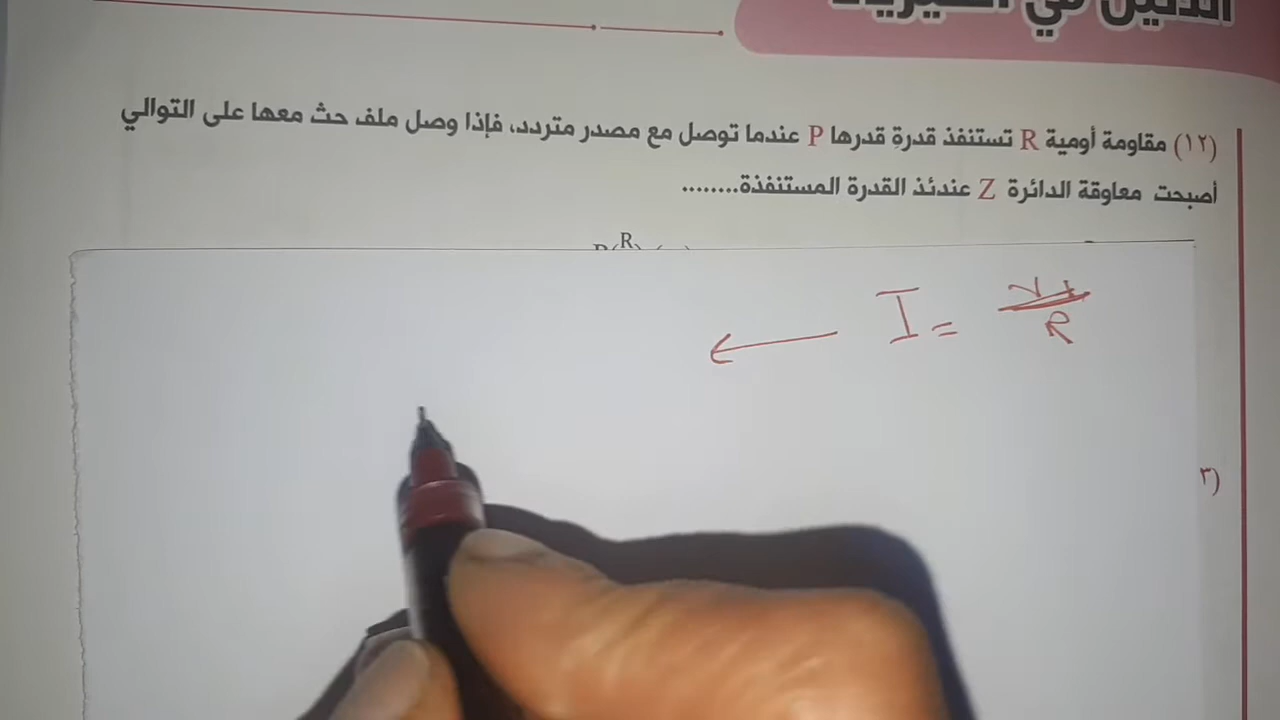 (١٢) مقاومة أومية R تستنفذ قدرةِ قدرها P عندما توصل مع مصدر متردد، فإذا وصل ملف حث معها على التوالي
أصبحت معاوقة الدائرة Z عندئذ القدرة المستنفذة........
R
I =
R
٣)